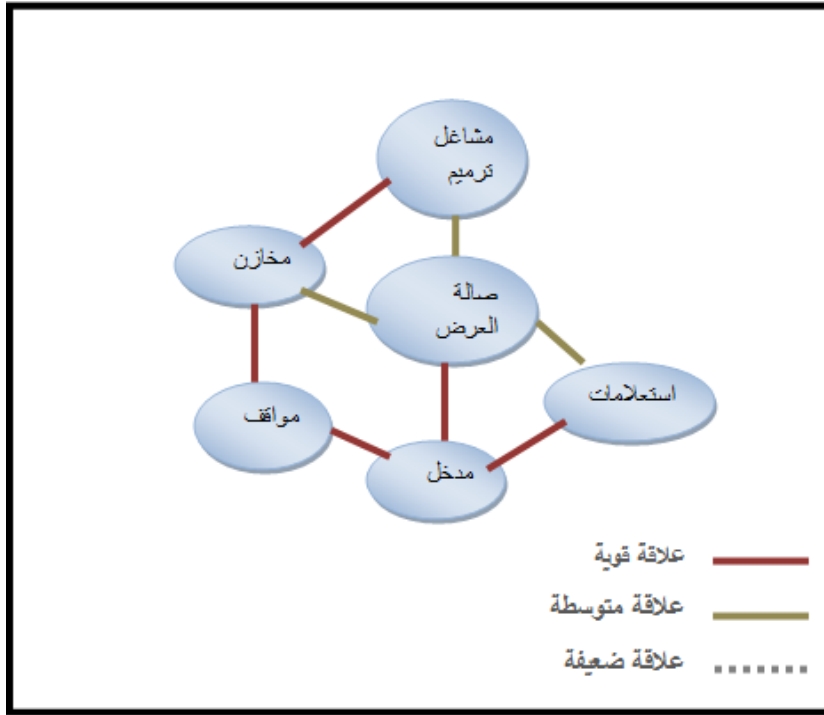 مشاغل
ترميم
مخازن
صالة
العرض
استعلامات
مواقف
مدخل
علاقة قوية
علاقة متوسطة
علاقة ضعيفة